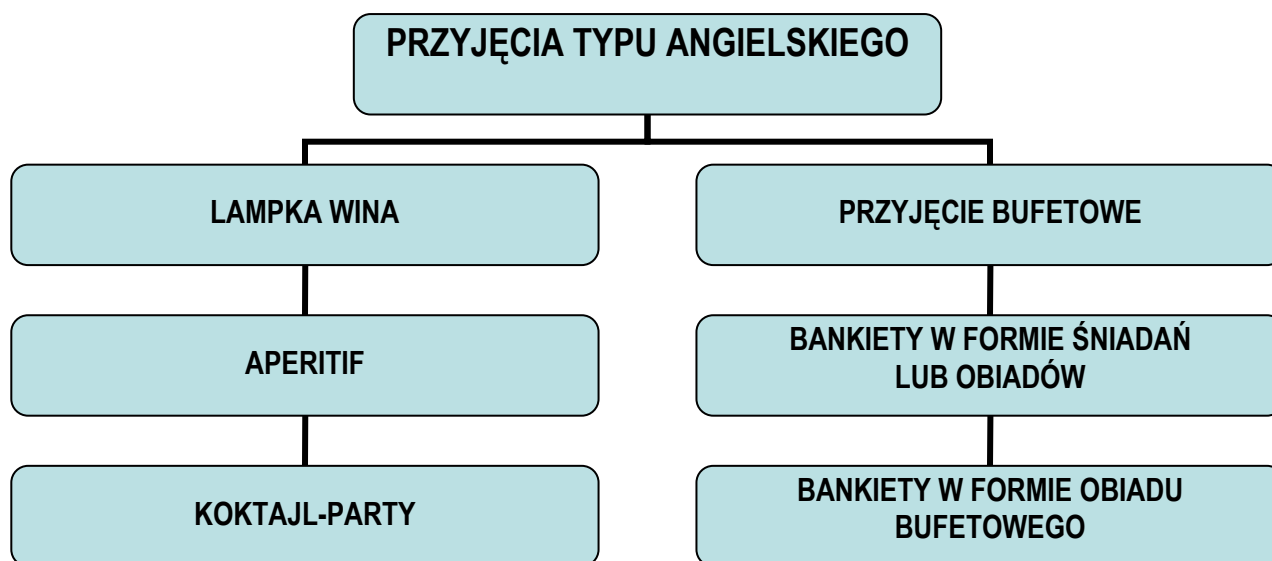 PRZYJĘCIA TYPU ANGIELSKIEGO
LAMPKA WINA
PRZYJĘCIE BUFETOWE
APERITIF
BANKIETY W FORMIE ŚNIADAŃ
LUB OBIADÓW
KOKTAJL-PARTY
BANKIETY W FORMIE OBIADU
BUFETOWEGO